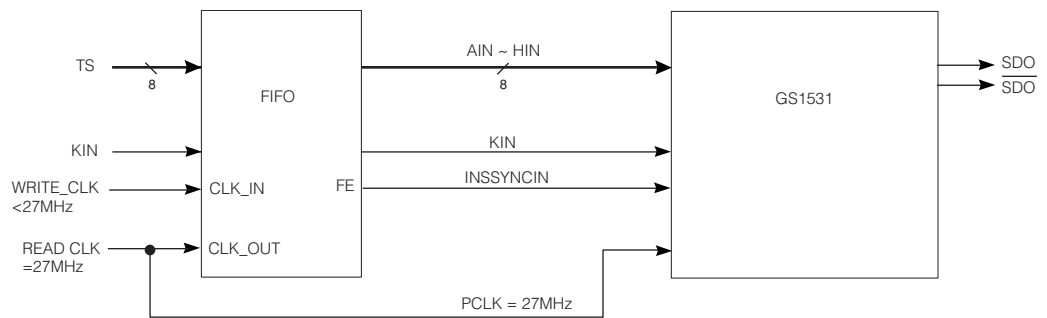 AIN ~ HIN
TS
8
8
SDO
SDO
FIFO
GS1531
KIN
KIN
WRITE_CLK
<27MHz
CLK_IN
FE
INSSYNCIN
READ CLK
=27MHz
CLK_OUT
PCLK = 27MHz